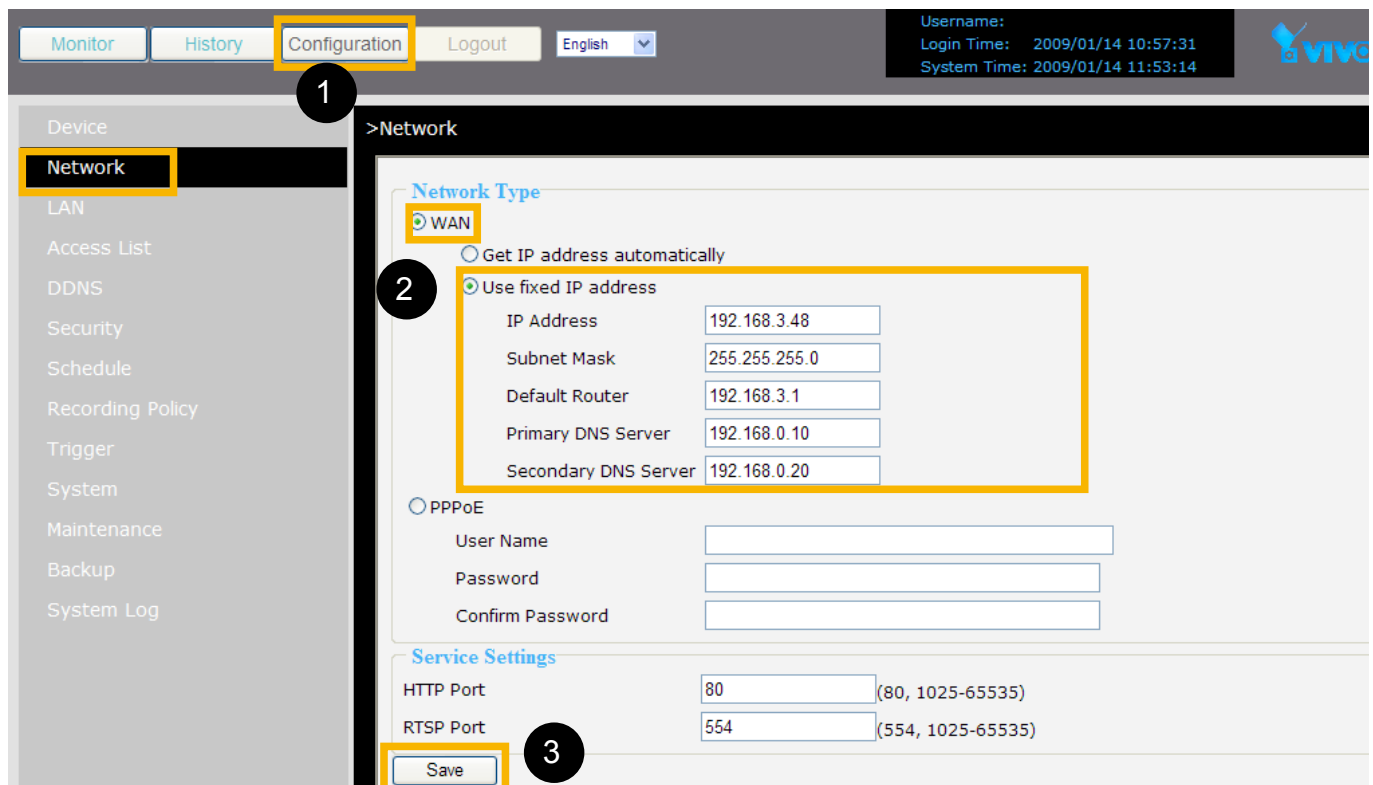 Monitor History Configuration Logout English
Username:
Login Time: 2009/01/14 10:57:31
System Time: 2009/01/14 11:53:14
1
Device
Network
LAN
Access List
DDNS
Security
Schedule
Recording Policy
Trigger
System
Maintenance
Backup
System Log
>Network
Network Type
WAN
Get IP address automatically
2
Use fixed IP address
IP Address 192.168.3.48
Subnet Mask 255.255.255.0
Default Router 192.168.3.1
Primary DNS Server 192.168.0.10
Secondary DNS Server 192.168.0.20
PPPoE
User Name
Password
Confirm Password
Service Settings
HTTP Port 80 (80, 1025-65535)
RTSP Port 554 (554, 1025-65535)
3
Save